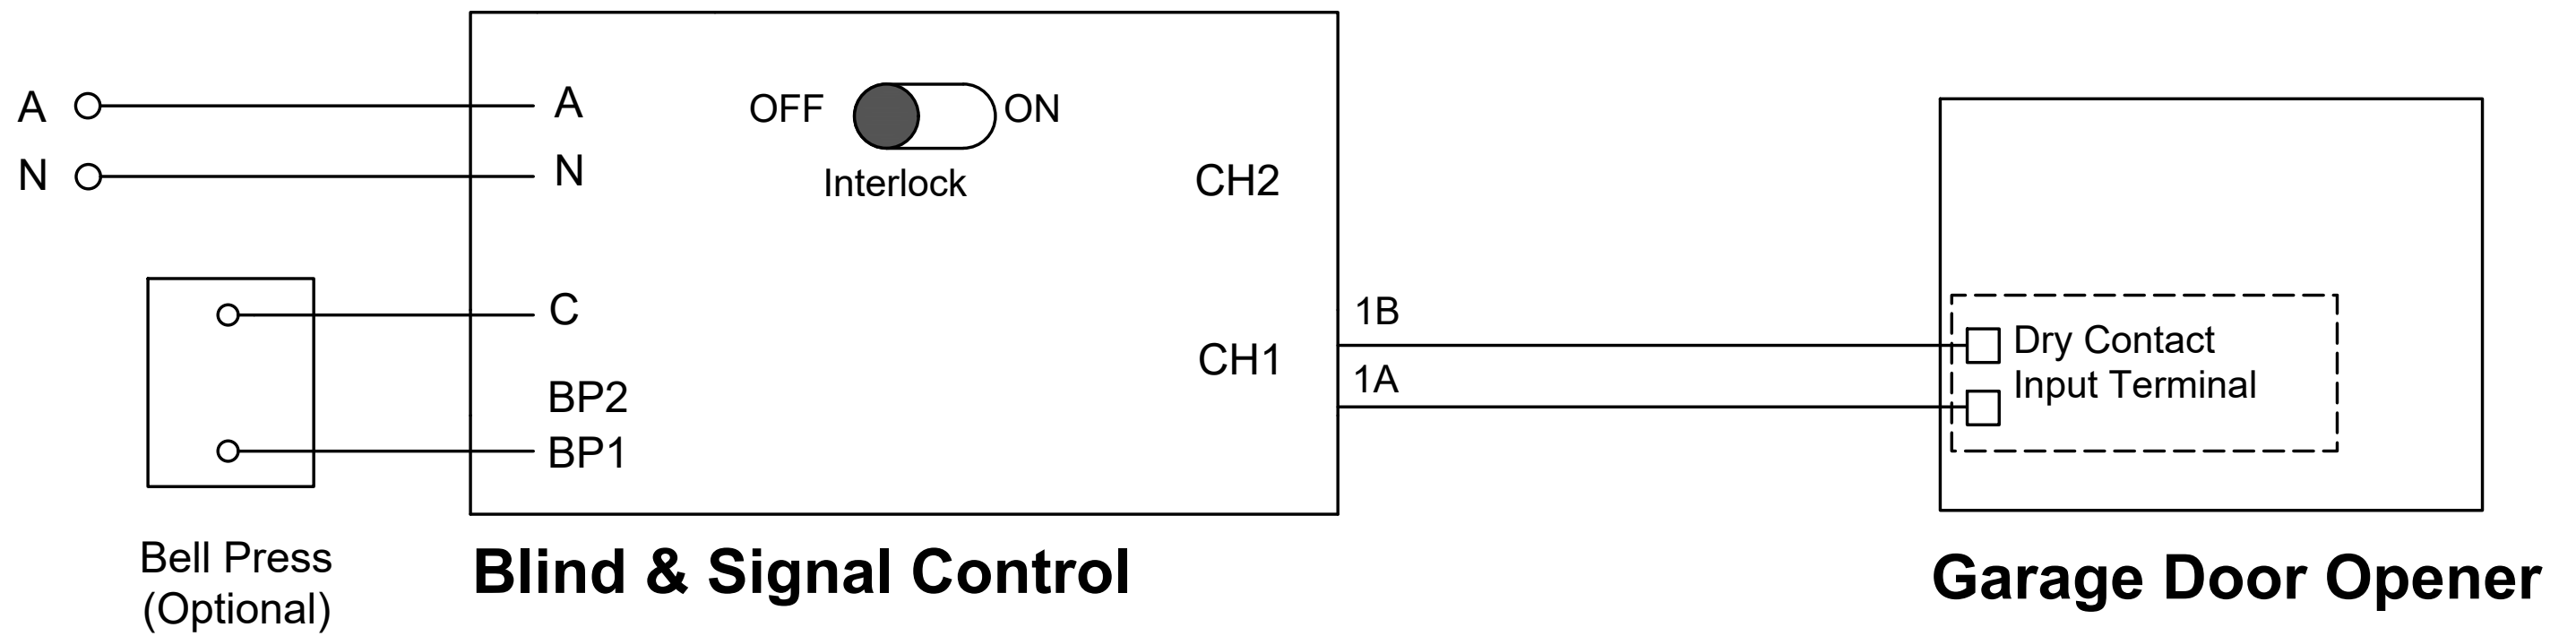 A
N
A
N
OFF
ON
Interlock
CH2
C
BP2
BP1
CH1
1B
1A
Dry Contact
Input Terminal
Bell Press
(Optional)
Blind & Signal Control
Garage Door Opener